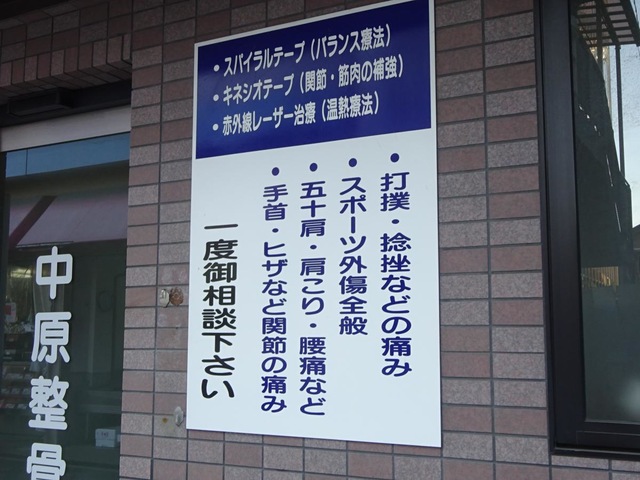 ・スパイラルテープ（バランス療法）
・キネシオテープ（関節・筋肉の補強）
・赤外線レーザー治療（温熱療法）
・打撲・捻挫などの痛み
・スポーツ外傷全般
・五十肩・肩こり・腰痛など
・手首・ヒザなど関節の痛み
一度御相談下さい
中原整骨